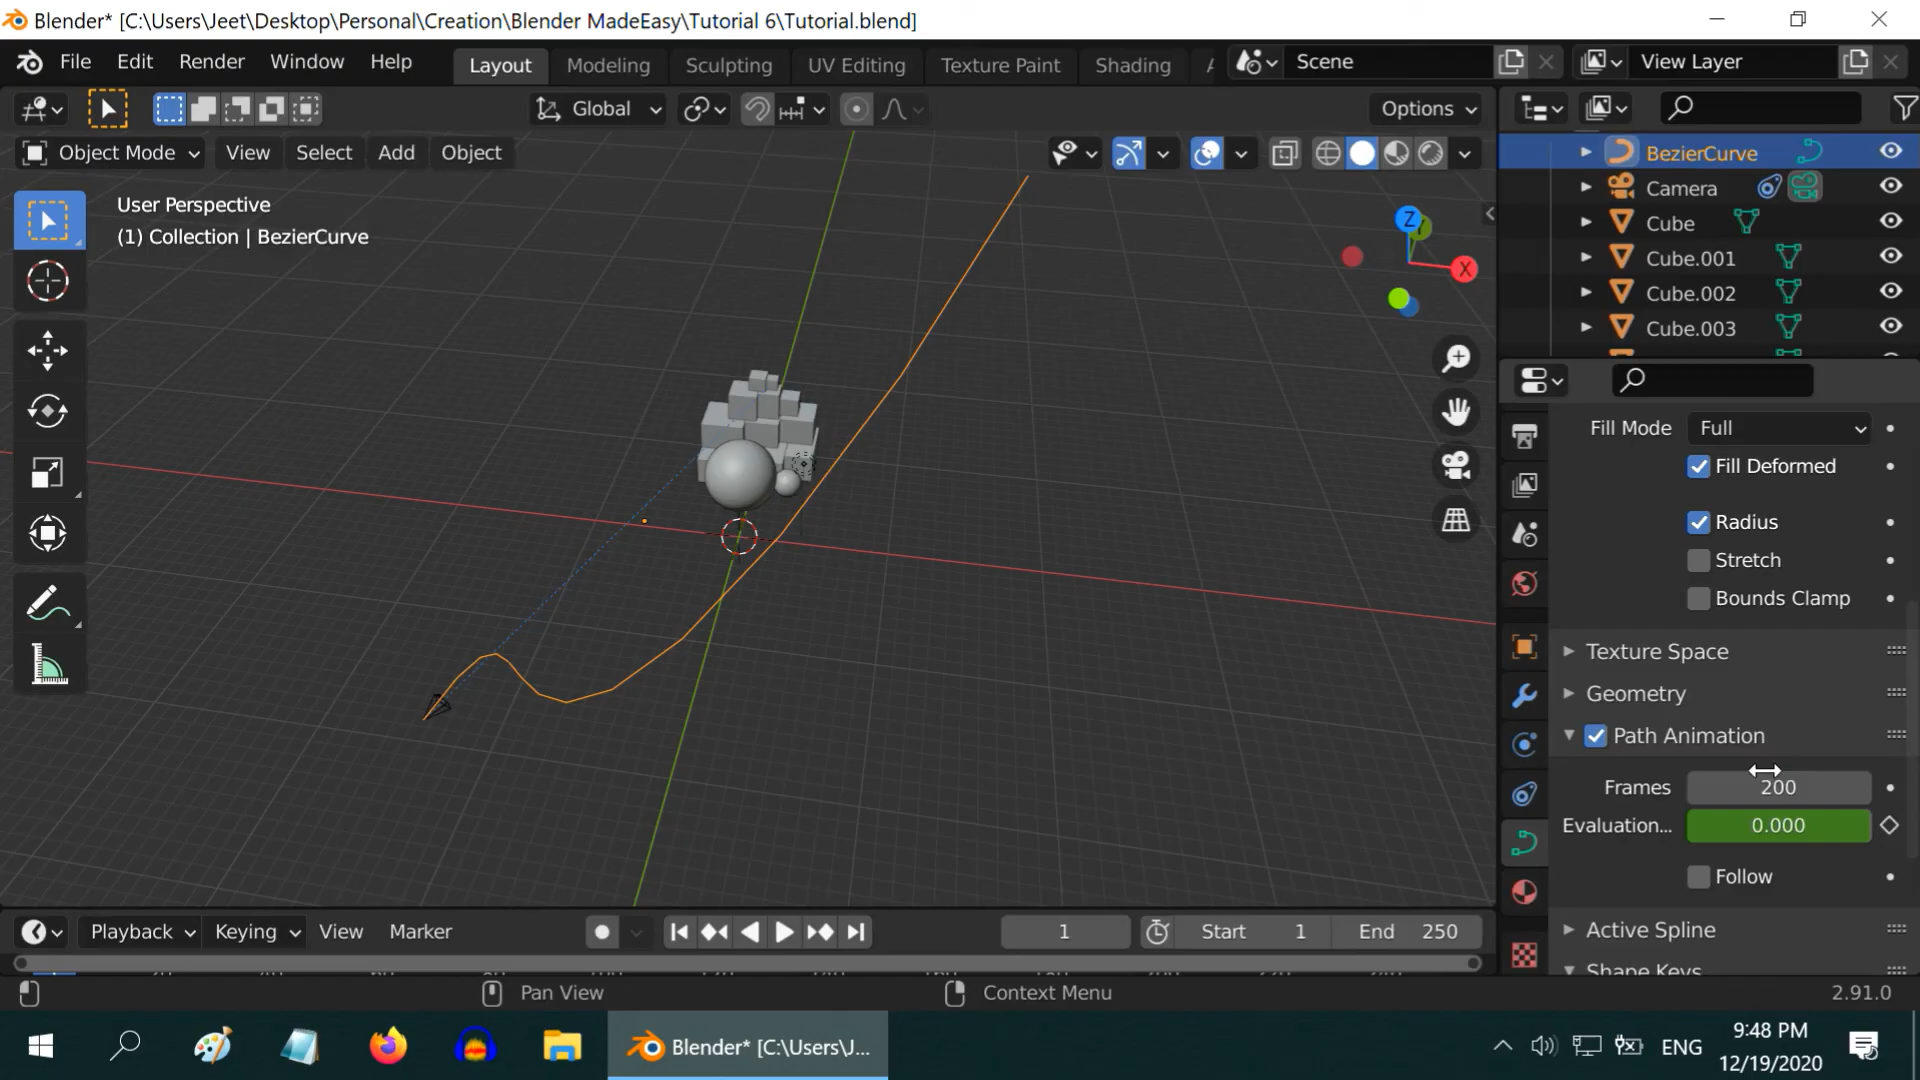 Blender* [C:\Users\Jeet\Desktop\Personal\Creation\Blender MadeEasy\Tutorial 6\Tutorial.blend]
File Edit Render Window Help Layout Modeling Sculpting UV Editing Texture Paint Shading Scene View Layer
Global Options
Object Mode View Select Add Object
User Perspective
(1) Collection | BezierCurve
Z
X
BezierCurve
Camera
Cube
Cube.001
Cube.002
Cube.003
Fill Mode Full
Fill Deformed
Radius
Stretch
Bounds Clamp
Texture Space
Geometry
Path Animation
Frames 200
Evaluation... 0.000
Follow
Active Spline
Shape Keys
Playback Keying View Marker 1 Start 1 End 250
Pan View Context Menu 2.91.0
Blender* [C:\Users\J...
ENG
9:48 PM
12/19/2020